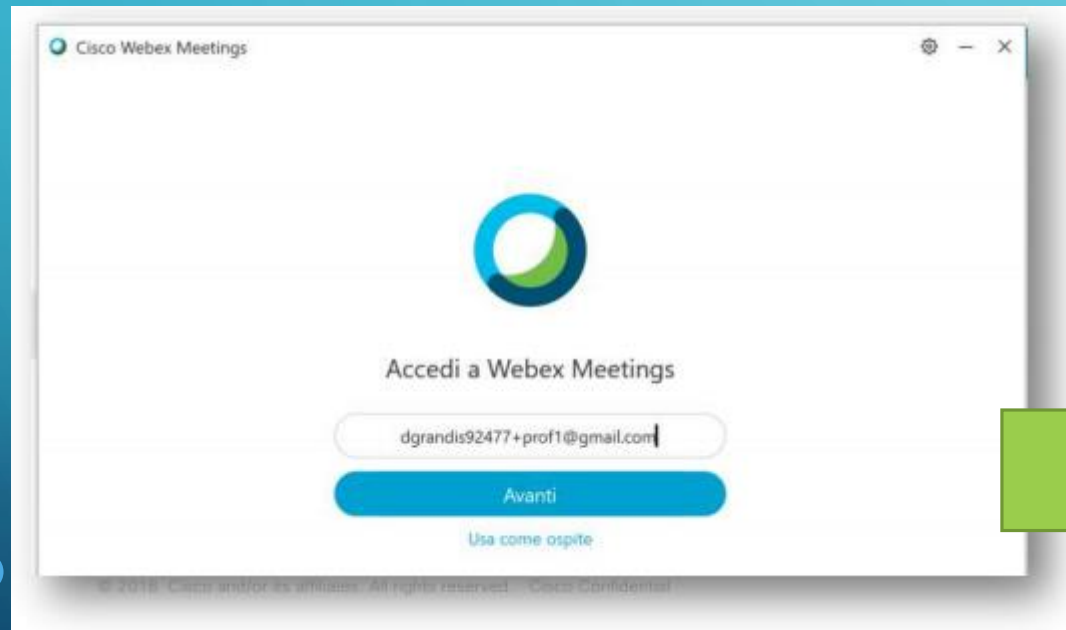 Cisco Webex Meetings
Accedi a Webex Meetings
dgrandis92477+prof1@gmail.com
Avanti
Usa come ospite
© 2018 Cisco and/or its affiliates. All rights reserved. Cisco Confidential